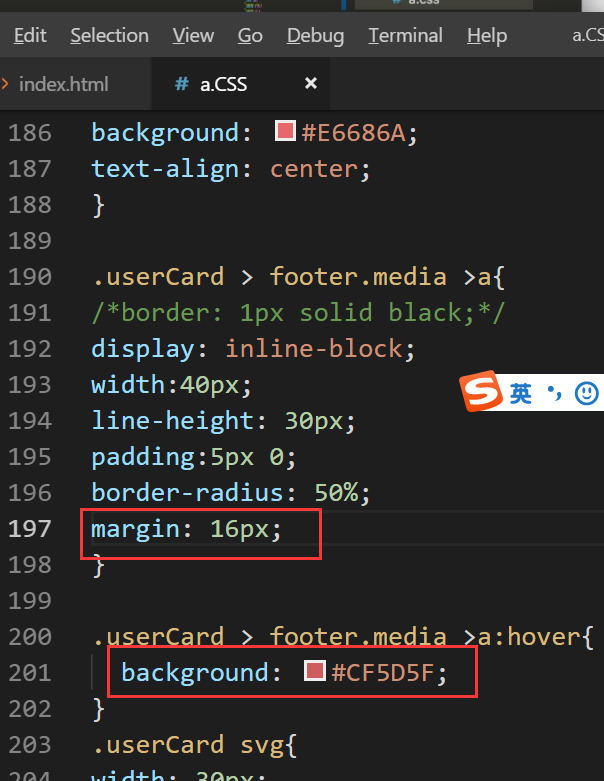 a.css
Edit Selection View Go Debug Terminal Help a.CS
index.html # a.CSS ×
186 background: #E6686A;
187 text-align: center;
188 }
189
190 .userCard > footer.media >a{
191 /*border: 1px solid black;*/
192 display: inline-block;
193 width:40px;
194 line-height: 30px;
195 padding:5px 0;
196 border-radius: 50%;
197 margin: 16px;
198 }
199
200 .userCard > footer.media >a:hover{
201 background: #CF5D5F;
202 }
203 .userCard svg{
204 width: 30px;
英